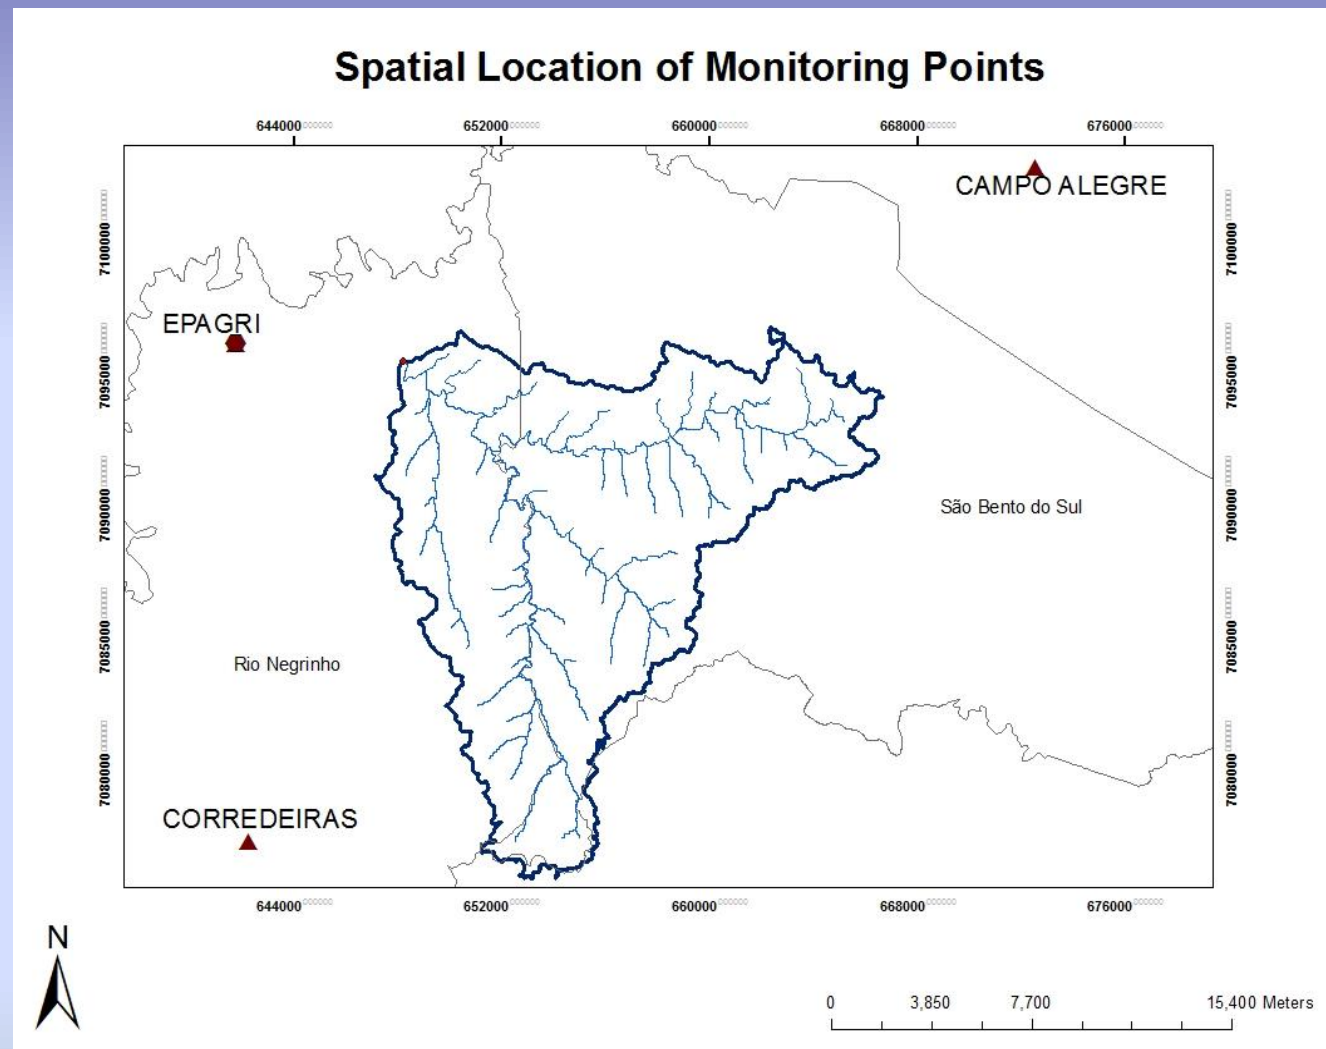 Spatial Location of Monitoring Points
644000 652000 660000 668000 676000
CAMPO ALEGRE
7100000 7100000
EPAGRI
7095000 7095000
São Bento do Sul
7090000 7090000
Rio Negrinho
7085000 7085000
7080000 7080000
CORREDEIRAS
644000 652000 660000 668000 676000
N
0 3,850 7,700 15,400 Meters